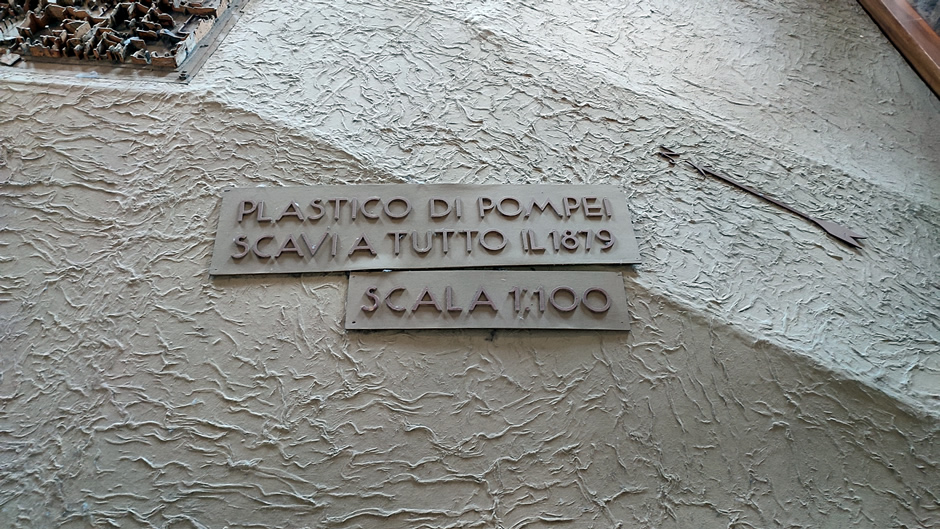 PLASTICO DI POMPEI
SCAVI A TUTTO IL 1879
SCALA 1:100